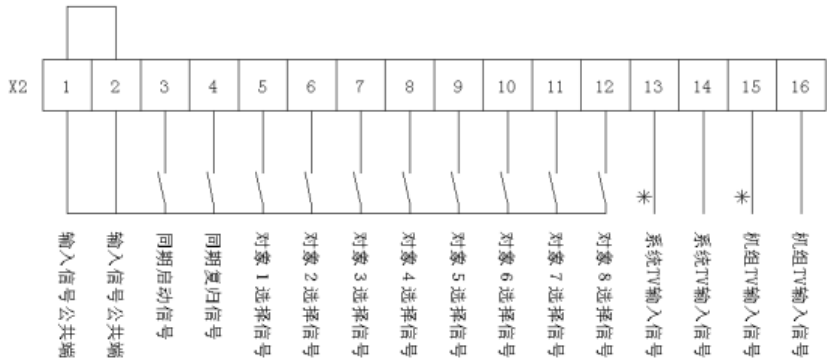 X2 1 2 3 4 5 6 7 8 9 10 11 12 13 14 15 16
* *
输入信号公共端
输入信号公共端
同期启动信号
同期复归信号
对象1选择信号
对象2选择信号
对象3选择信号
对象4选择信号
对象5选择信号
对象6选择信号
对象7选择信号
对象8选择信号
系统TV输入信号
系统TV输入信号
机组TV输入信号
机组TV输入信号